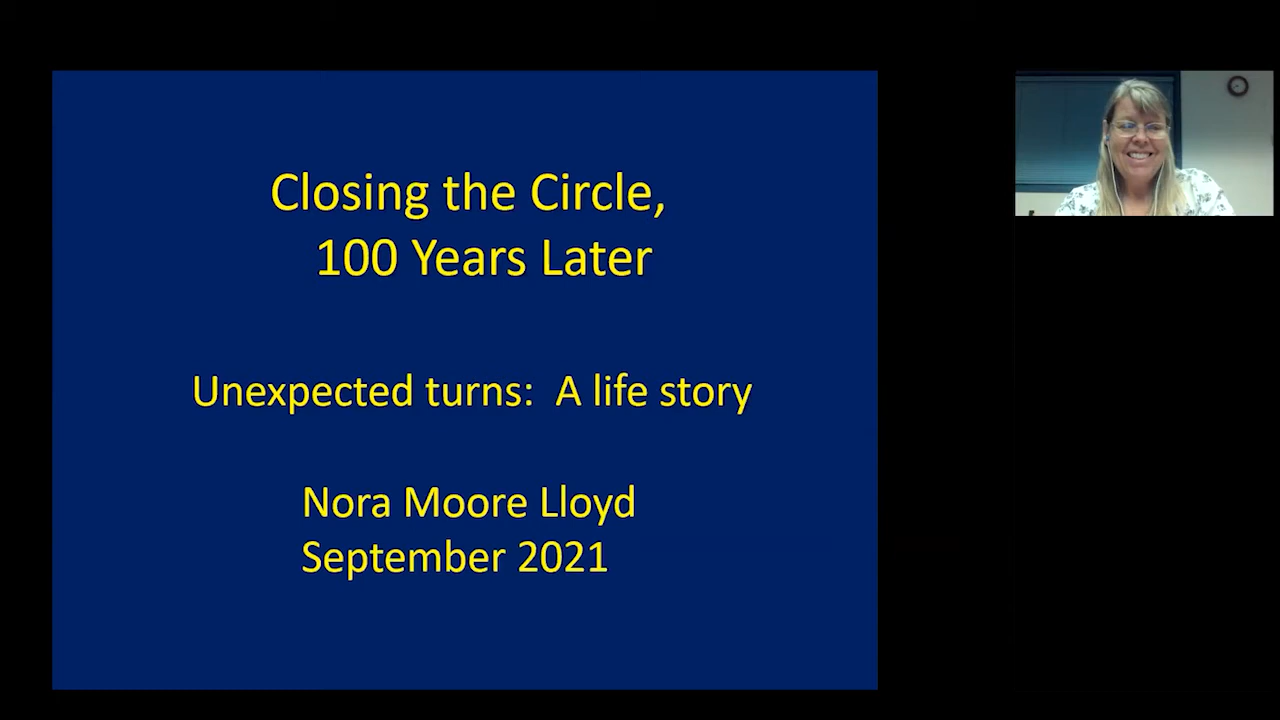 Closing the Circle,
100 Years Later
Unexpected turns:  A life story
Nora Moore Lloyd
September 2021